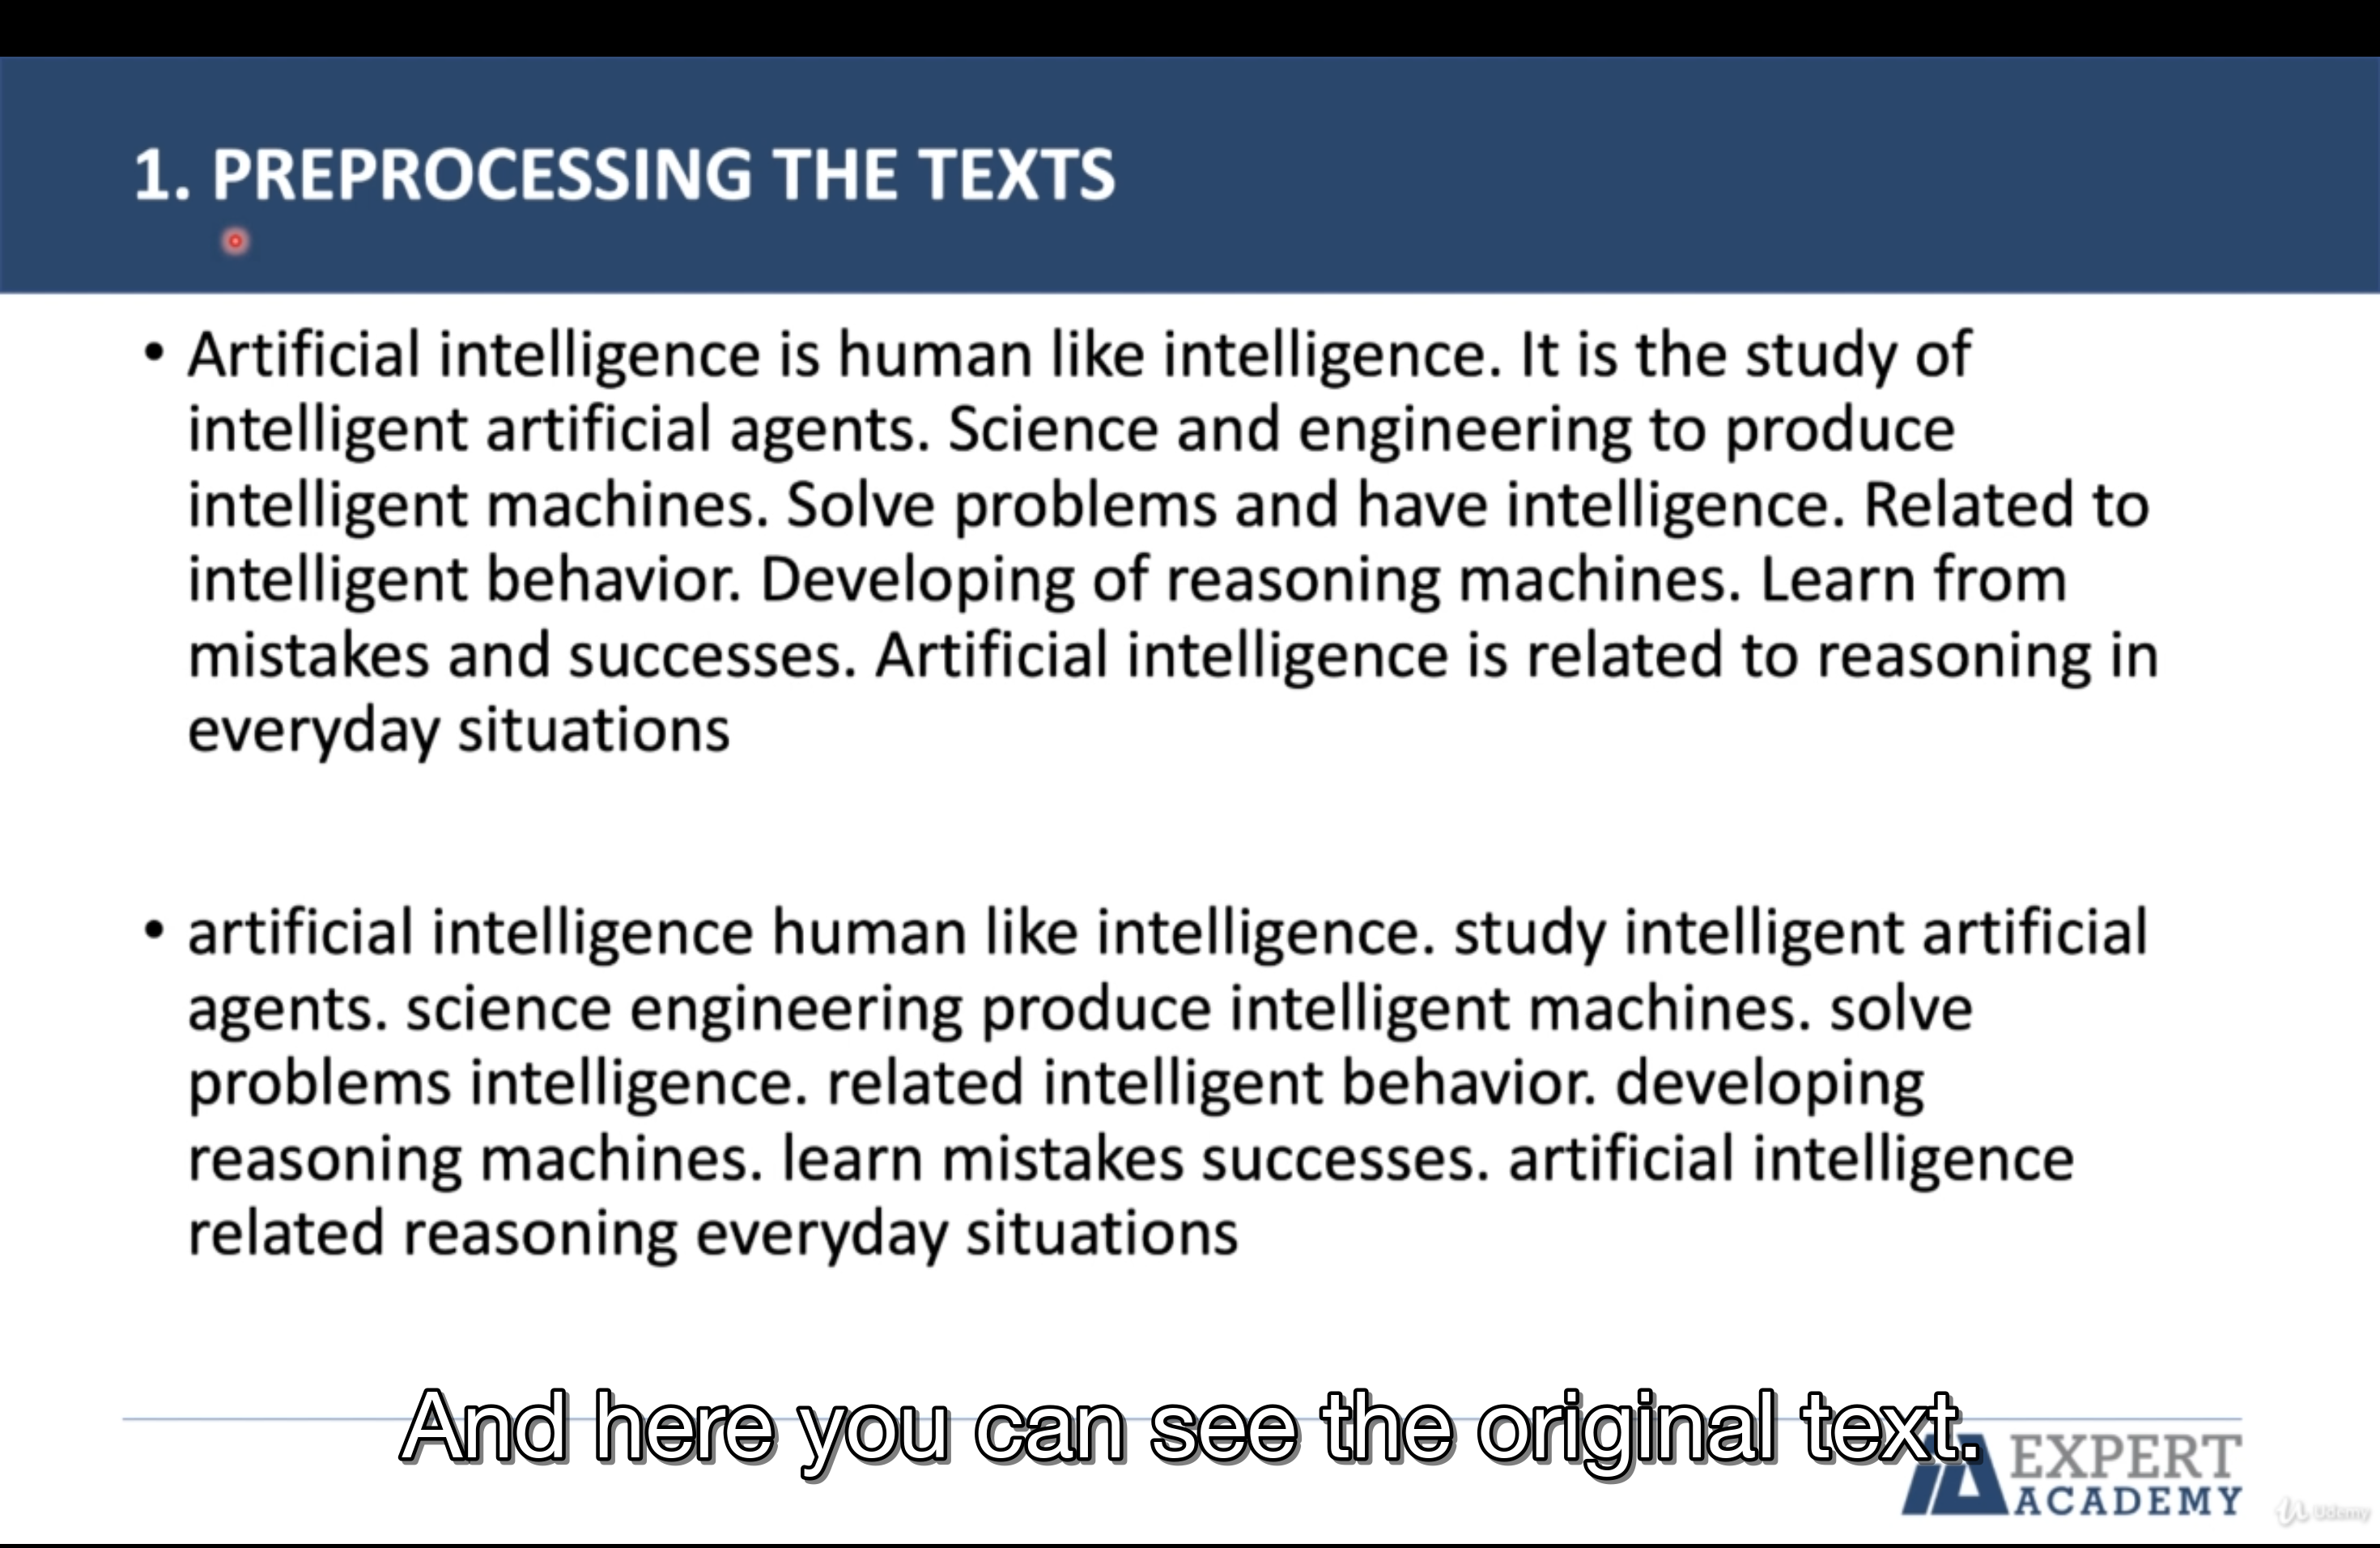 1. PREPROCESSING THE TEXTS
• Artificial intelligence is human like intelligence. It is the study of
intelligent artificial agents. Science and engineering to produce
intelligent machines. Solve problems and have intelligence. Related to
intelligent behavior. Developing of reasoning machines. Learn from
mistakes and successes. Artificial intelligence is related to reasoning in
everyday situations
• artificial intelligence human like intelligence. study intelligent artificial
agents. science engineering produce intelligent machines. solve
problems intelligence. related intelligent behavior. developing
reasoning machines. learn mistakes successes. artificial intelligence
related reasoning everyday situations
And here you can see the original text.
EXPERT
ACADEMY
Udemy